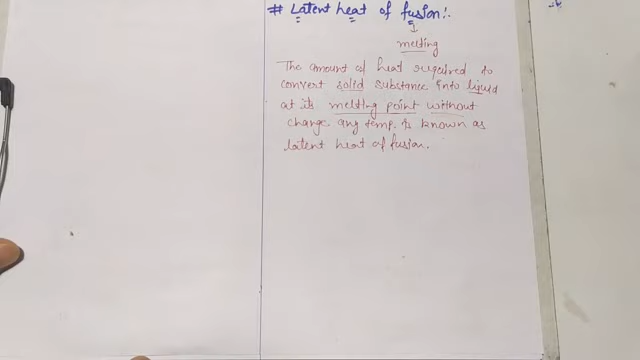 # Latent heat of fusion:.
melting
The amount of heat required to
convert solid substance into liquid
at its melting point without
change any temp. is known as
latent heat of fusion.